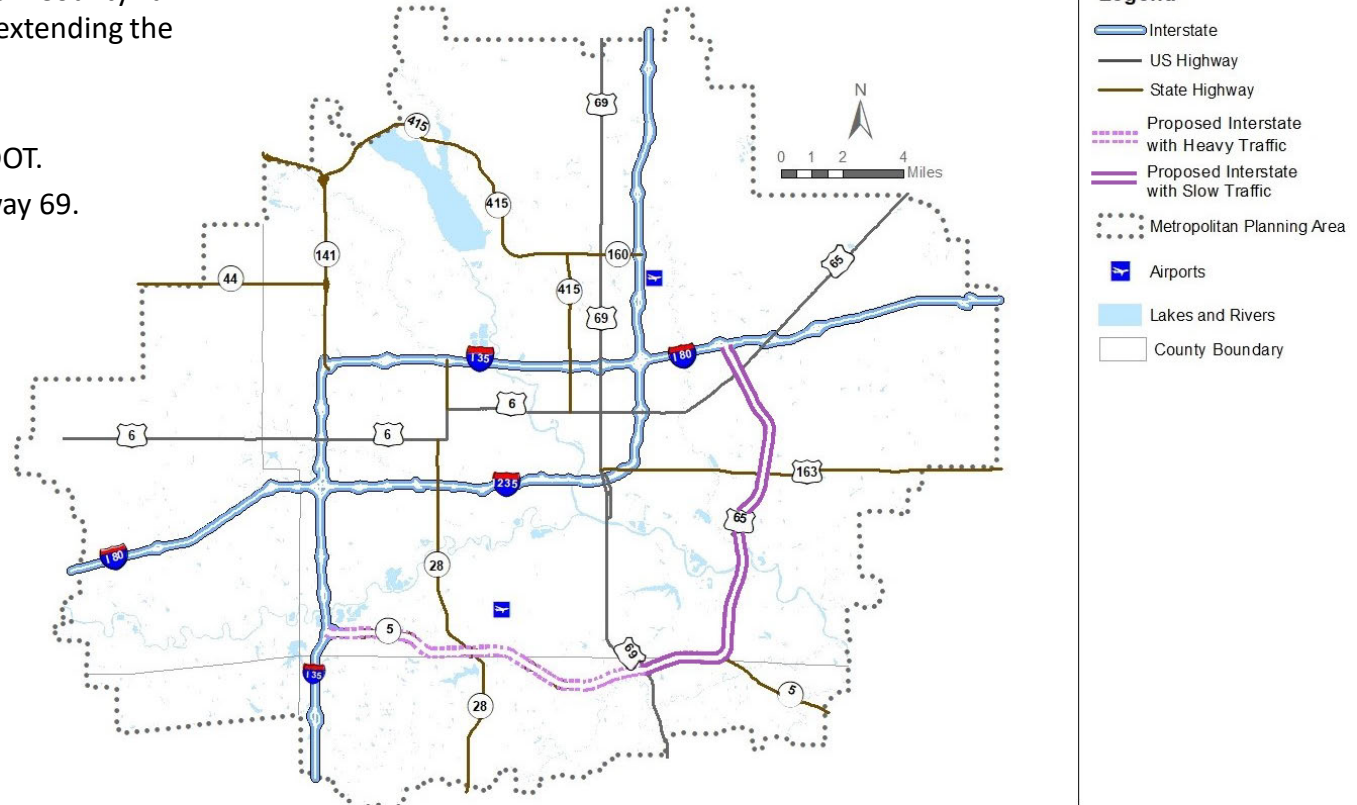 extending the
DOT.
way 69.
415
69
N
0 1 2 4
Miles
415
65
141
160
44
415
69
I 35
I 80
6
6
6
163
235
65
I 80
28
5
69
I 35
5
28
Legend
Interstate
US Highway
State Highway
Proposed Interstate
with Heavy Traffic
Proposed Interstate
with Slow Traffic
Metropolitan Planning Area
Airports
Lakes and Rivers
County Boundary